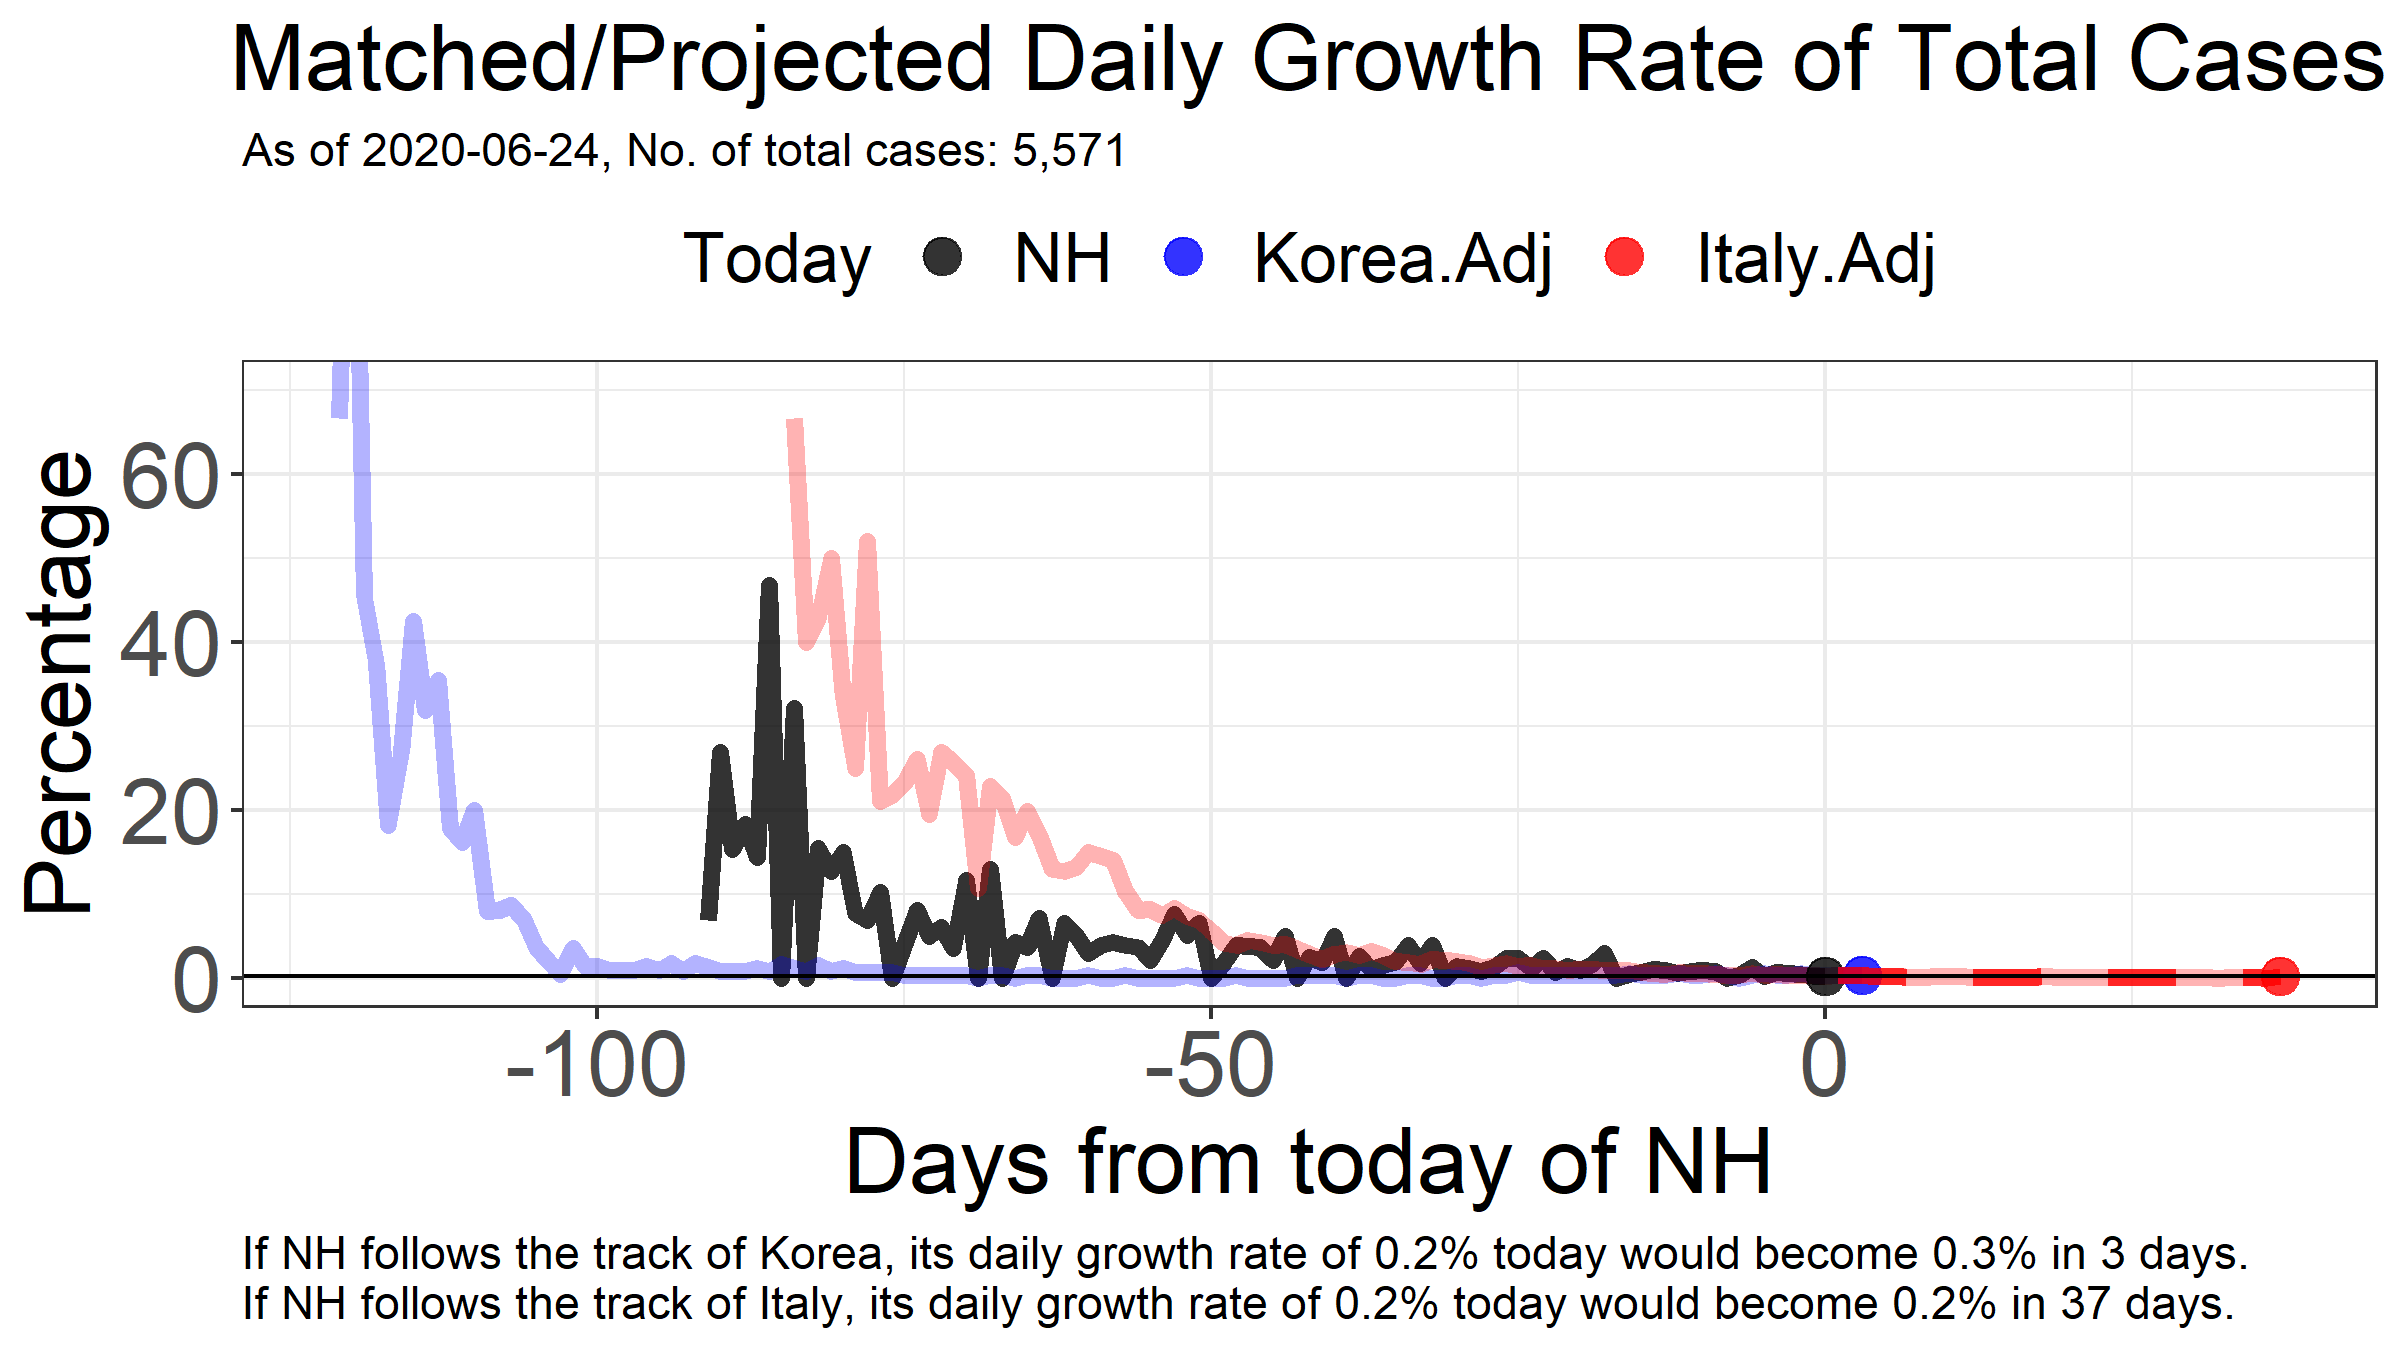 Matched/Projected Daily Growth Rate of Total Cases
As of 2020-06-24, No. of total cases: 5,571
Today NH Korea.Adj Italy.Adj
Percentage
60
40
20
0
-100 -50 0
Days from today of NH
If NH follows the track of Korea, its daily growth rate of 0.2% today would become 0.3% in 3 days.
If NH follows the track of Italy, its daily growth rate of 0.2% today would become 0.2% in 37 days.